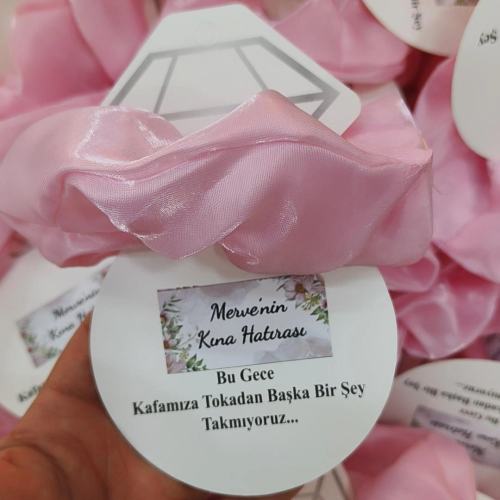 Merve'nin
Kına Hatırası
Bu Gece
Kafamıza Tokadan Başka Bir Şey
Takmıyoruz...